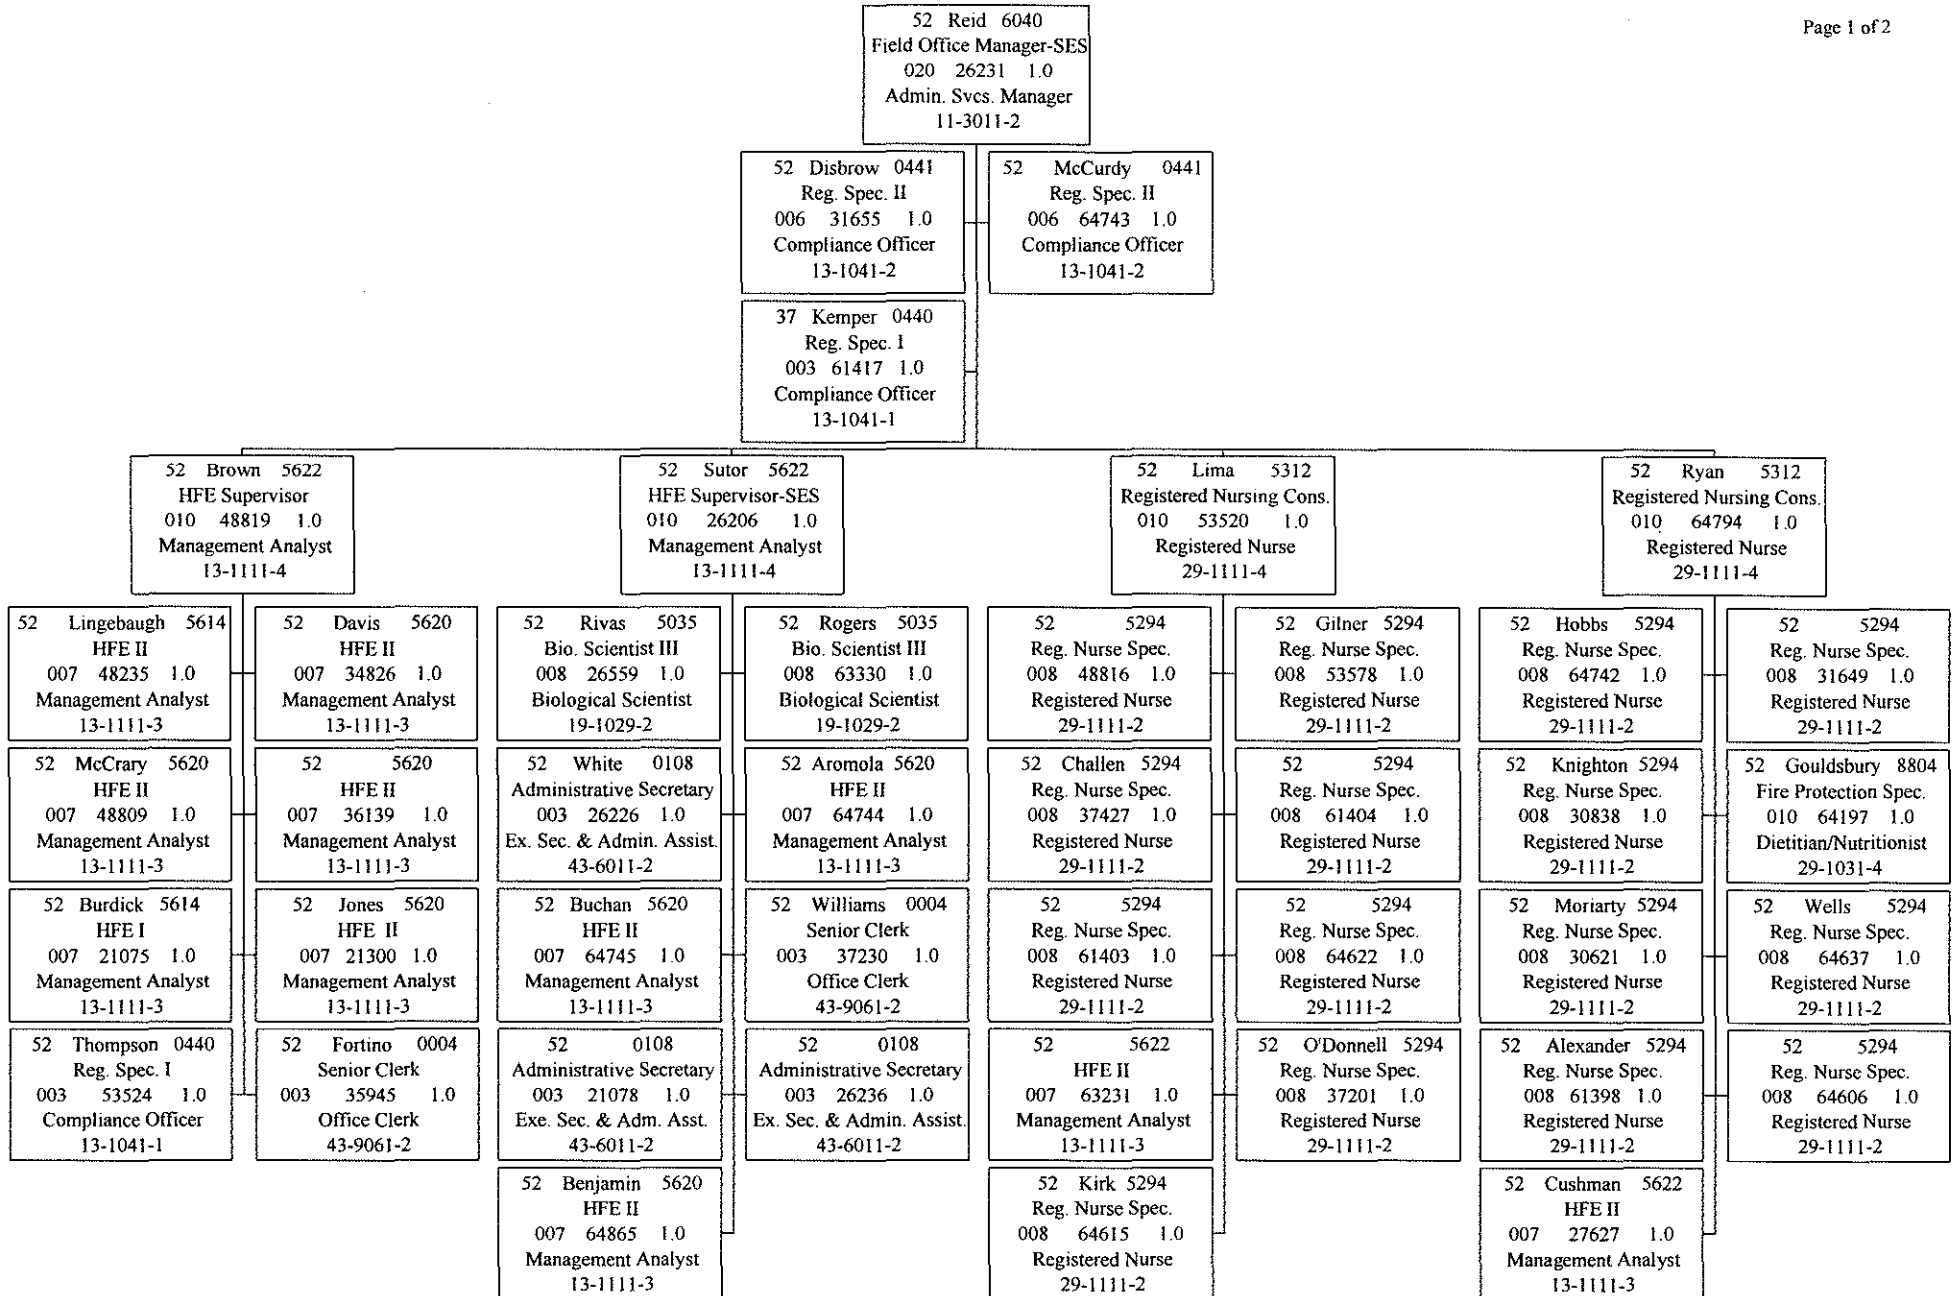 Page 1 of 2
52 Reid 6040
Field Office Manager-SES
020 26231 1.0
Admin. Svcs. Manager
11-3011-2
52 Disbrow 0441
Reg. Spec. II
006 31655 1.0
Compliance Officer
13-1041-2
52 McCurdy 0441
Reg. Spec. II
006 64743 1.0
Compliance Officer
13-1041-2
37 Kemper 0440
Reg. Spec. I
003 61417 1.0
Compliance Officer
13-1041-1
52 Brown 5622
HFE Supervisor
010 48819 1.0
Management Analyst
13-1111-4
52 Sutor 5622
HFE Supervisor-SES
010 26206 1.0
Management Analyst
13-1111-4
52 Lima 5312
Registered Nursing Cons.
010 53520 1.0
Registered Nurse
29-1111-4
52 Ryan 5312
Registered Nursing Cons.
010 64794 1.0
Registered Nurse
29-1111-4
52 Lingebaugh 5614
HFE II
007 48235 1.0
Management Analyst
13-1111-3
52 Davis 5620
HFE II
007 34826 1.0
Management Analyst
13-1111-3
52 Rivas 5035
Bio. Scientist III
008 26559 1.0
Biological Scientist
19-1029-2
52 Rogers 5035
Bio. Scientist III
008 63330 1.0
Biological Scientist
19-1029-2
52 5294
Reg. Nurse Spec.
008 48816 1.0
Registered Nurse
29-1111-2
52 Gilner 5294
Reg. Nurse Spec.
008 53578 1.0
Registered Nurse
29-1111-2
52 Hobbs 5294
Reg. Nurse Spec.
008 64742 1.0
Registered Nurse
29-1111-2
52 5294
Reg. Nurse Spec.
008 31649 1.0
Registered Nurse
29-1111-2
52 McCrary 5620
HFE II
007 48809 1.0
Management Analyst
13-1111-3
52 5620
HFE II
007 36139 1.0
Management Analyst
13-1111-3
52 White 0108
Administrative Secretary
003 26226 1.0
Ex. Sec. & Admin. Assist.
43-6011-2
52 Aromola 5620
HFE II
007 64744 1.0
Management Analyst
13-1111-3
52 Challen 5294
Reg. Nurse Spec.
008 37427 1.0
Registered Nurse
29-1111-2
52 5294
Reg. Nurse Spec.
008 61404 1.0
Registered Nurse
29-1111-2
52 Knighton 5294
Reg. Nurse Spec.
008 30838 1.0
Registered Nurse
29-1111-2
52 Gouldsbury 8804
Fire Protection Spec.
010 64197 1.0
Dietitian/Nutritionist
29-1031-4
52 Burdick 5614
HFE I
007 21075 1.0
Management Analyst
13-1111-3
52 Jones 5620
HFE II
007 21300 1.0
Management Analyst
13-1111-3
52 Buchan 5620
HFE II
007 64745 1.0
Management Analyst
13-1111-3
52 Williams 0004
Senior Clerk
003 37230 1.0
Office Clerk
43-9061-2
52 5294
Reg. Nurse Spec.
008 61403 1.0
Registered Nurse
29-1111-2
52 5294
Reg. Nurse Spec.
008 64622 1.0
Registered Nurse
29-1111-2
52 Moriarty 5294
Reg. Nurse Spec.
008 30621 1.0
Registered Nurse
29-1111-2
52 Wells 5294
Reg. Nurse Spec.
008 64637 1.0
Registered Nurse
29-1111-2
52 Thompson 0440
Reg. Spec. I
003 53524 1.0
Compliance Officer
13-1041-1
52 Fortino 0004
Senior Clerk
003 35945 1.0
Office Clerk
43-9061-2
52 0108
Administrative Secretary
003 21078 1.0
Exe. Sec. & Adm. Asst.
43-6011-2
52 0108
Administrative Secretary
003 26236 1.0
Ex. Sec. & Admin. Assist.
43-6011-2
52 5622
HFE II
007 63231 1.0
Management Analyst
13-1111-3
52 O'Donnell 5294
Reg. Nurse Spec.
008 37201 1.0
Registered Nurse
29-1111-2
52 Alexander 5294
Reg. Nurse Spec.
008 61398 1.0
Registered Nurse
29-1111-2
52 5294
Reg. Nurse Spec.
008 64606 1.0
Registered Nurse
29-1111-2
52 Benjamin 5620
HFE II
007 64865 1.0
Management Analyst
13-1111-3
52 Kirk 5294
Reg. Nurse Spec.
008 64615 1.0
Registered Nurse
29-1111-2
52 Cushman 5622
HFE II
007 27627 1.0
Management Analyst
13-1111-3